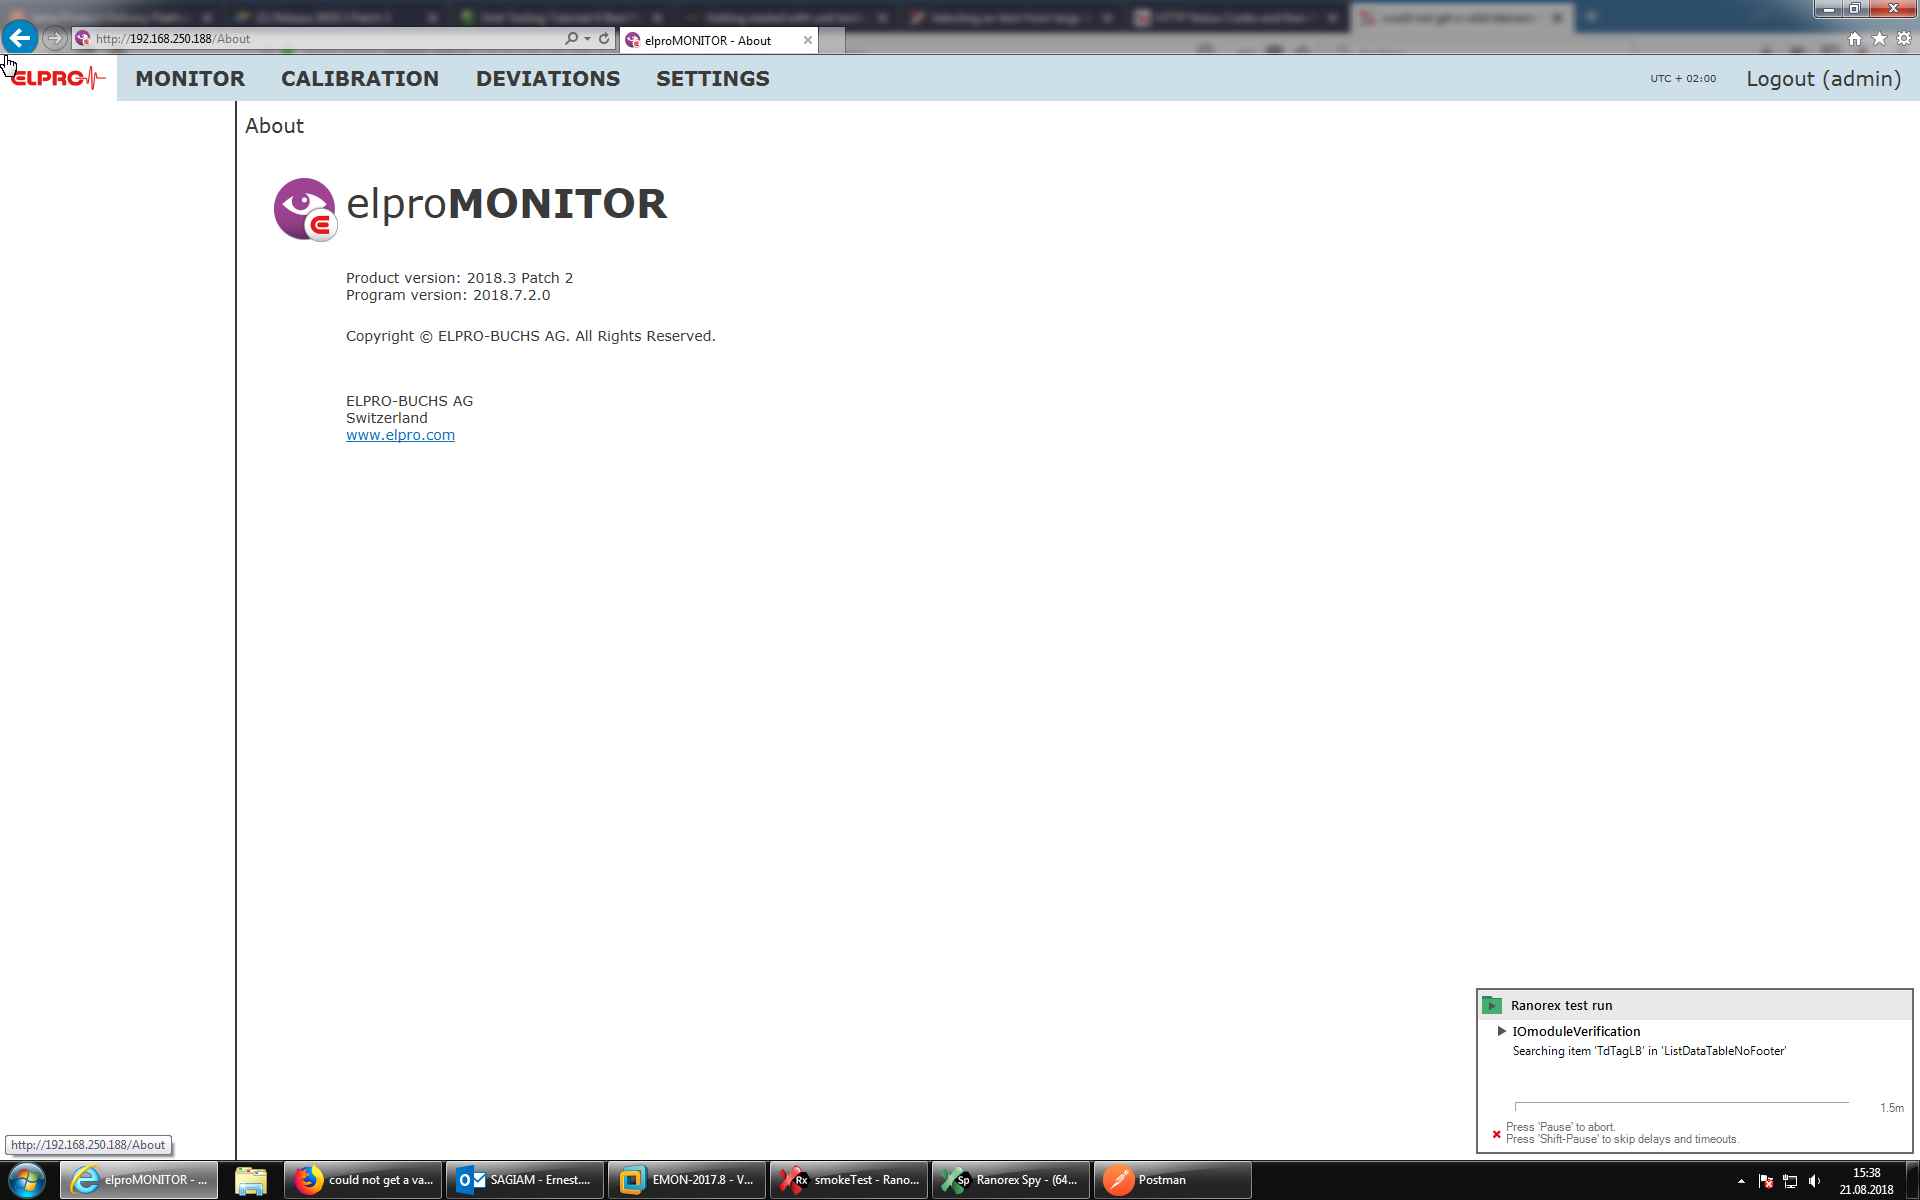 http://192.168.250.188/About
elproMONITOR - About
ELPRO
MONITOR
CALIBRATION
DEVIATIONS
SETTINGS
UTC + 02:00
Logout (admin)
About
elproMONITOR
Product version: 2018.3 Patch 2
Program version: 2018.7.2.0
Copyright © ELPRO-BUCHS AG. All Rights Reserved.
ELPRO-BUCHS AG
Switzerland
www.elpro.com
Ranorex test run
IOmoduleVerification
Searching item 'TdTagLB' in 'ListDataTableNoFooter'
1.5m
Press 'Pause' to abort.
Press 'Shift-Pause' to skip delays and timeouts.
http://192.168.250.188/About
elproMONITOR - ...
could not get a va...
SAGIAM - Ernest....
EMON-2017.8 - V...
Rx
smokeTest - Rano...
Sp
Ranorex Spy - (64...
Postman
15:38
21.08.2018